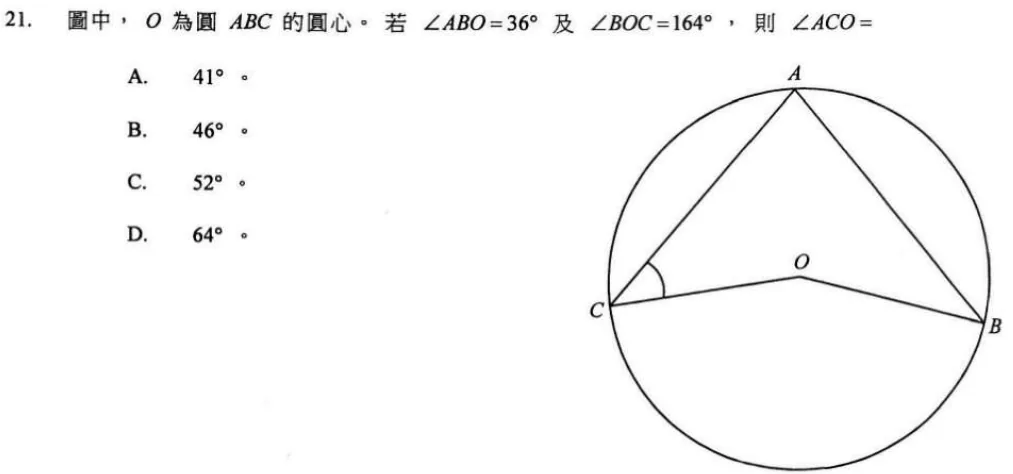 21. 圖中，O 為圓 ABC 的圓心。若 ∠ABO=36° 及 ∠BOC=164°，則 ∠ACO=
A. 41°。
B. 46°。
C. 52°。
D. 64°。
A
O
C
B